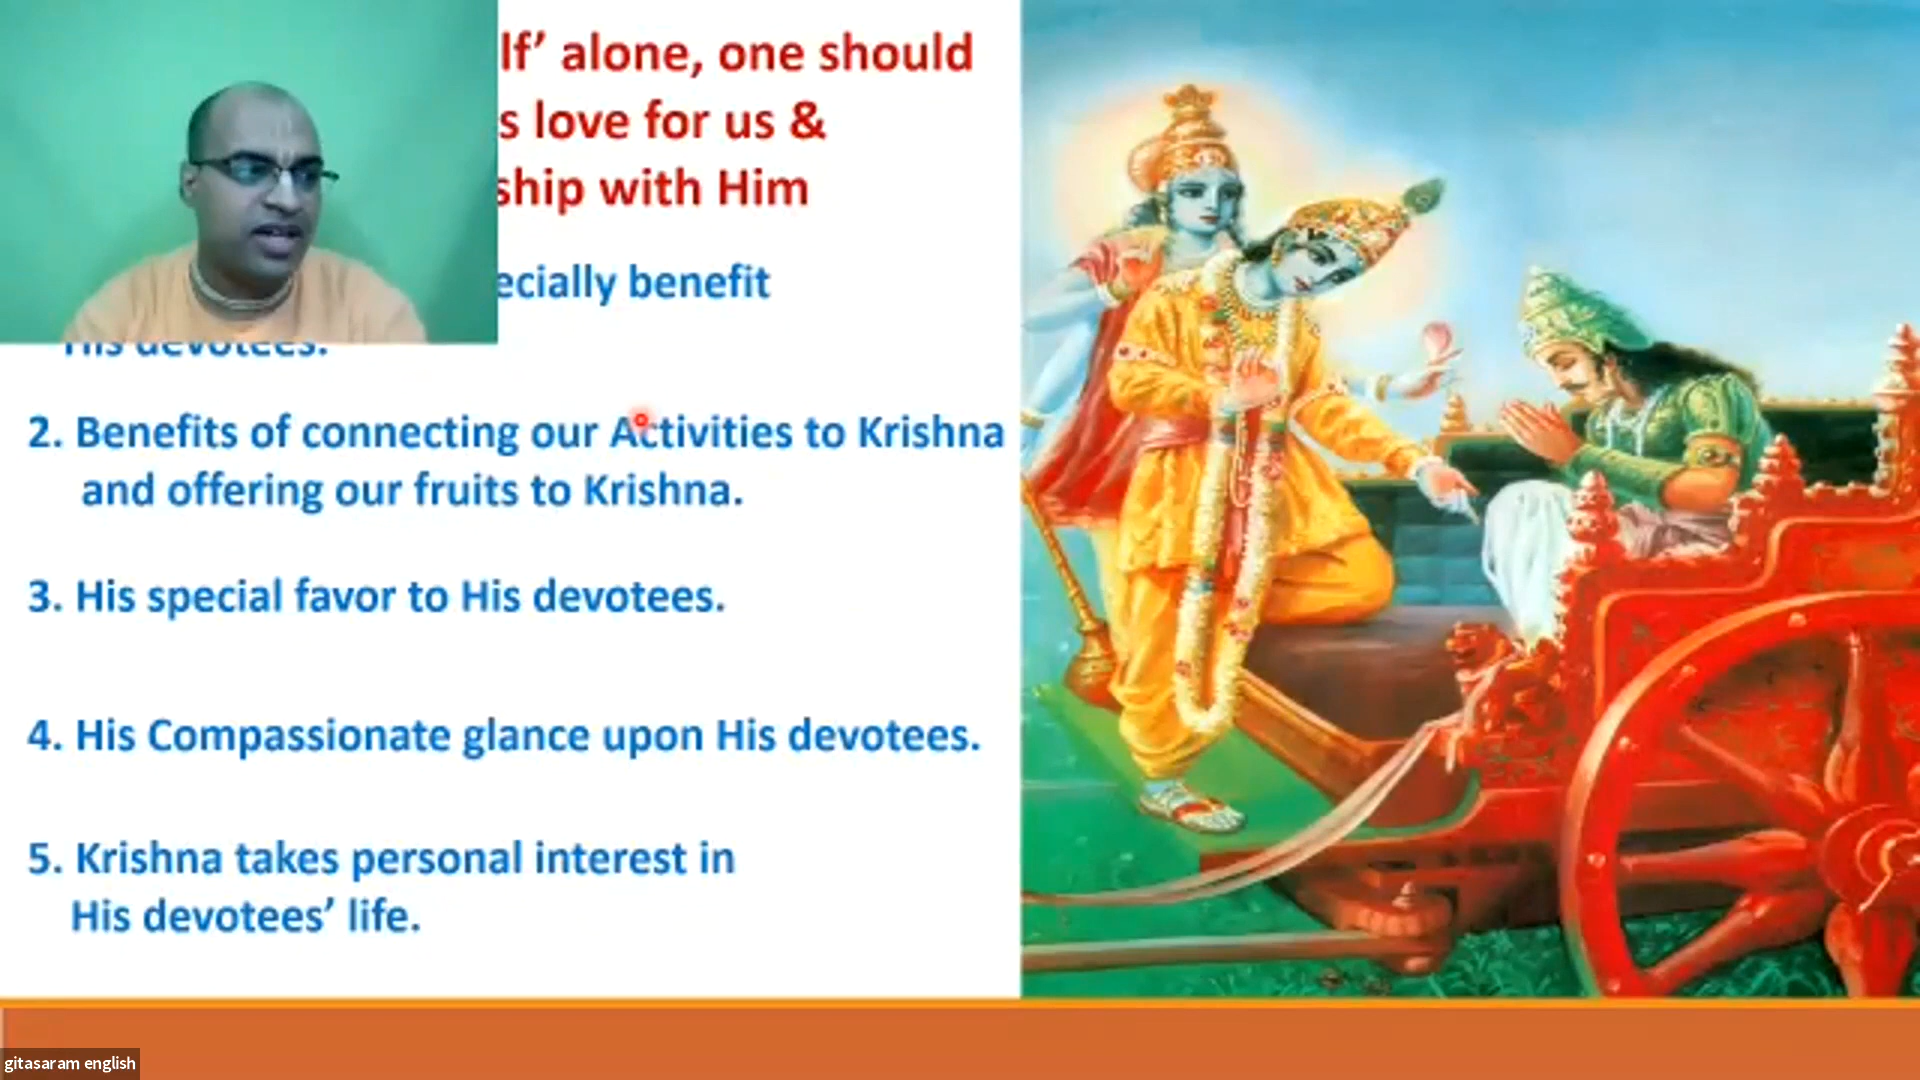 lf’ alone, one should
s love for us &
ship with Him
ecially benefit
His devotees.
2. Benefits of connecting our Activities to Krishna
and offering our fruits to Krishna.
3. His special favor to His devotees.
4. His Compassionate glance upon His devotees.
5. Krishna takes personal interest in
His devotees’ life.
gitasaram english